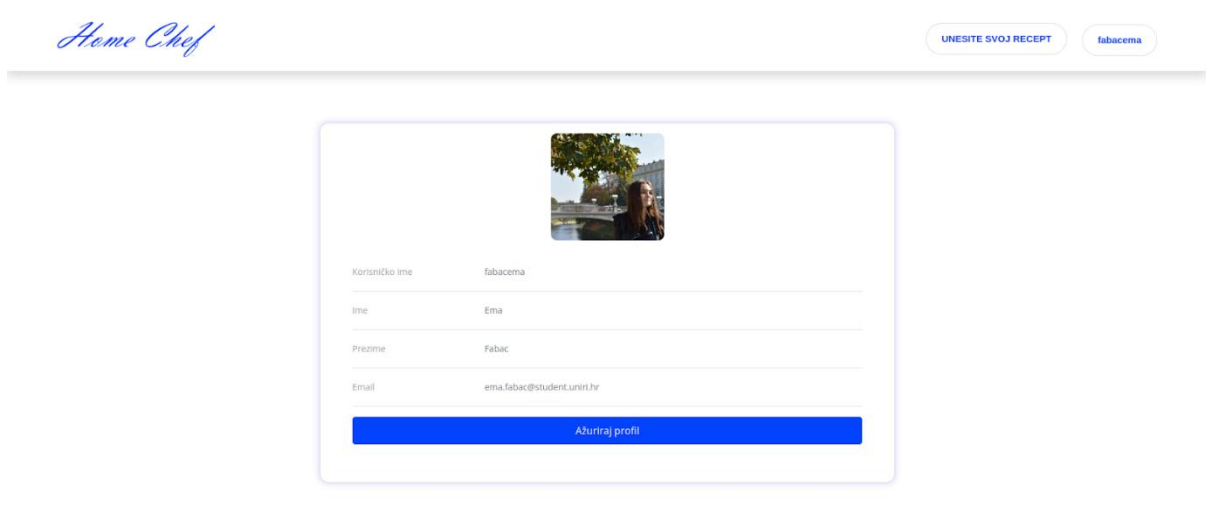 Home Chef
UNESITE SVOJ RECEPT
fabacema
Korisničko ime fabacema
Ime Ema
Prezime Fabac
Email ema.fabac@student.uniri.hr
Ažuriraj profil